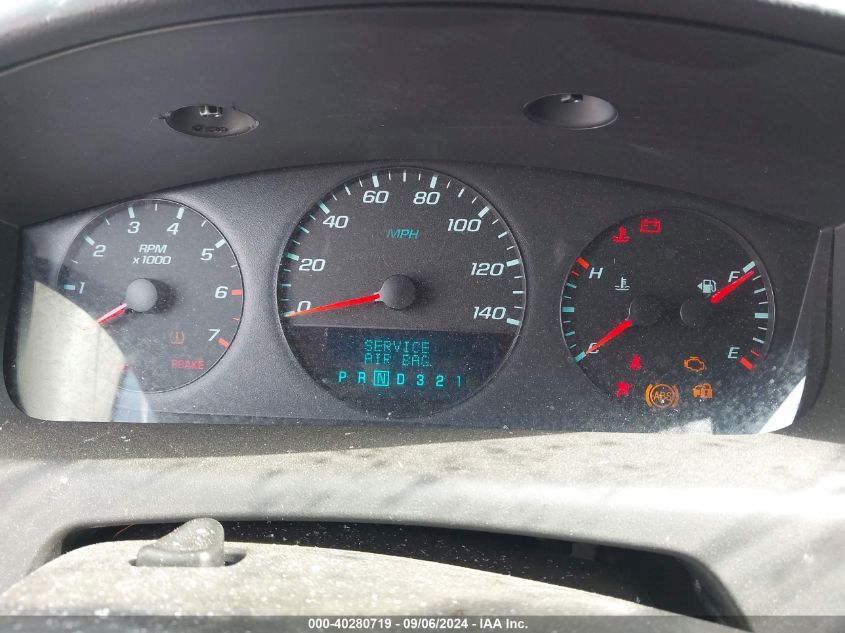 1 2 3 4 5 6 7
RPM
x1000
BRAKE
0 20 40 60 80 100 120 140
MPH
SERVICE
AIR BAG
P R N D 3 2 1
H
C
F
E
ABS
000-40280719 - 09/06/2024 - IAA Inc.